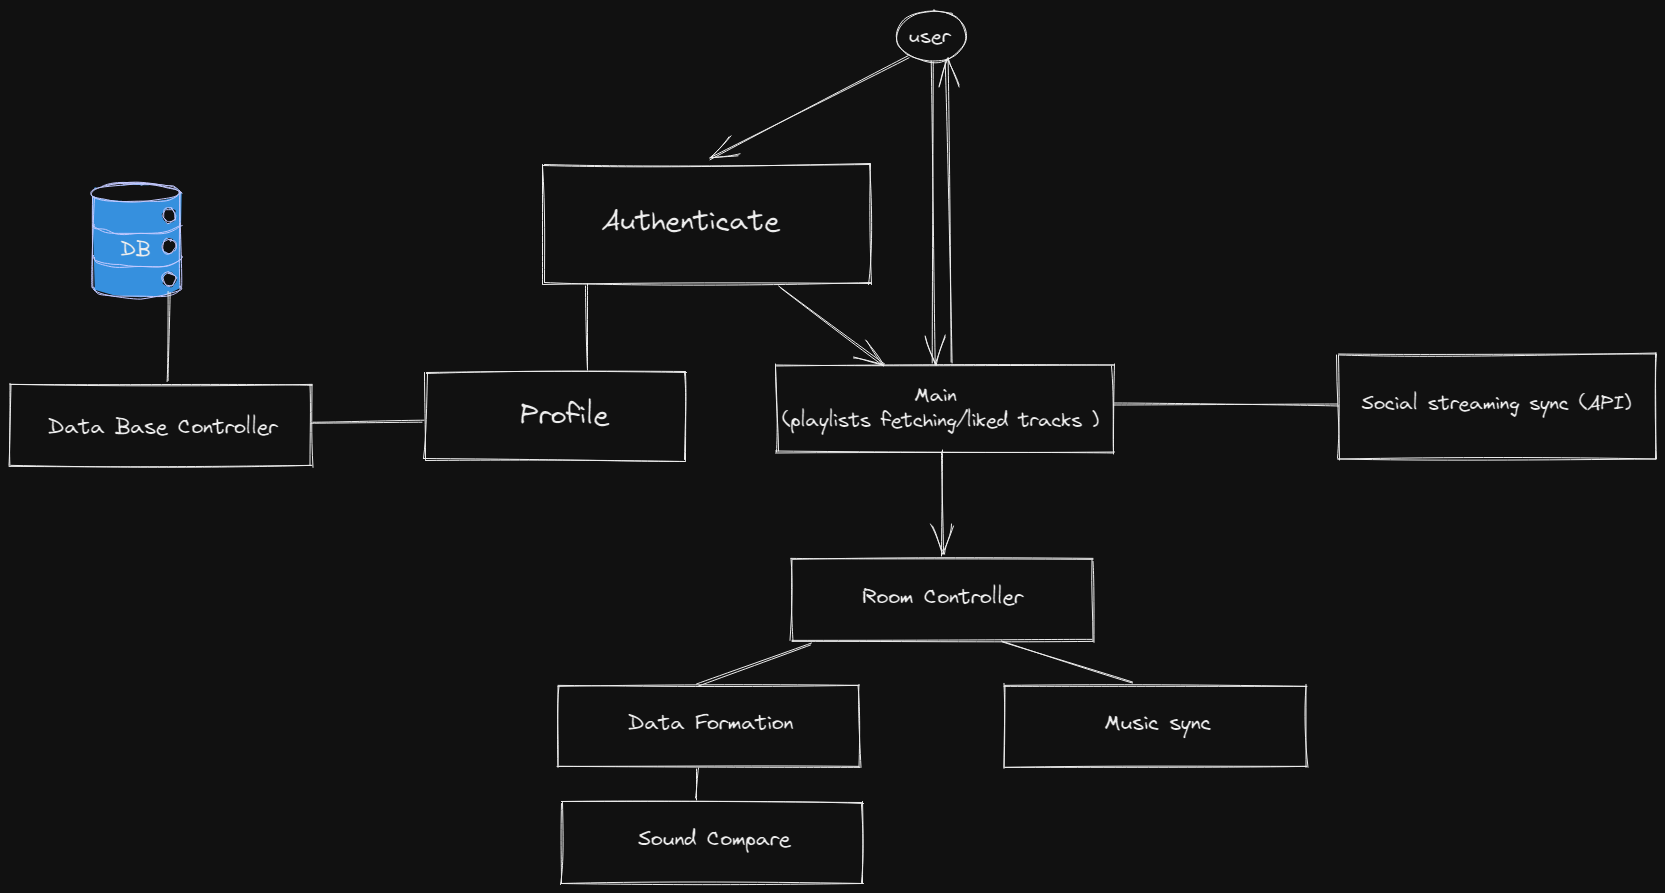 user
Authenticate
DB
Data Base Controller
Profile
Main
(playlists fetching/liked tracks )
Social streaming sync (API)
Room Controller
Data Formation
Music sync
Sound Compare